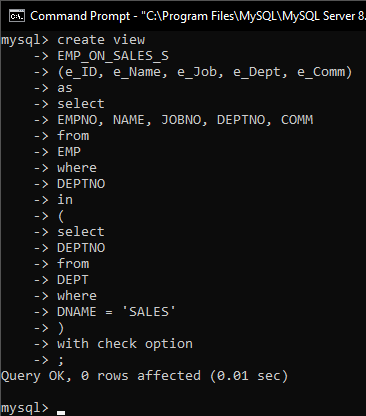 Command Prompt - "C:\Program Files\MySQL\MySQL Server 8.
mysql> create view
    -> EMP_ON_SALES_S
    -> (e_ID, e_Name, e_Job, e_Dept, e_Comm)
    -> as
    -> select
    -> EMPNO, NAME, JOBNO, DEPTNO, COMM
    -> from
    -> EMP
    -> where
    -> DEPTNO
    -> in
    -> (
    -> select
    -> DEPTNO
    -> from
    -> DEPT
    -> where
    -> DNAME = 'SALES'
    -> )
    -> with check option
    -> ;
Query OK, 0 rows affected (0.01 sec)
mysql>